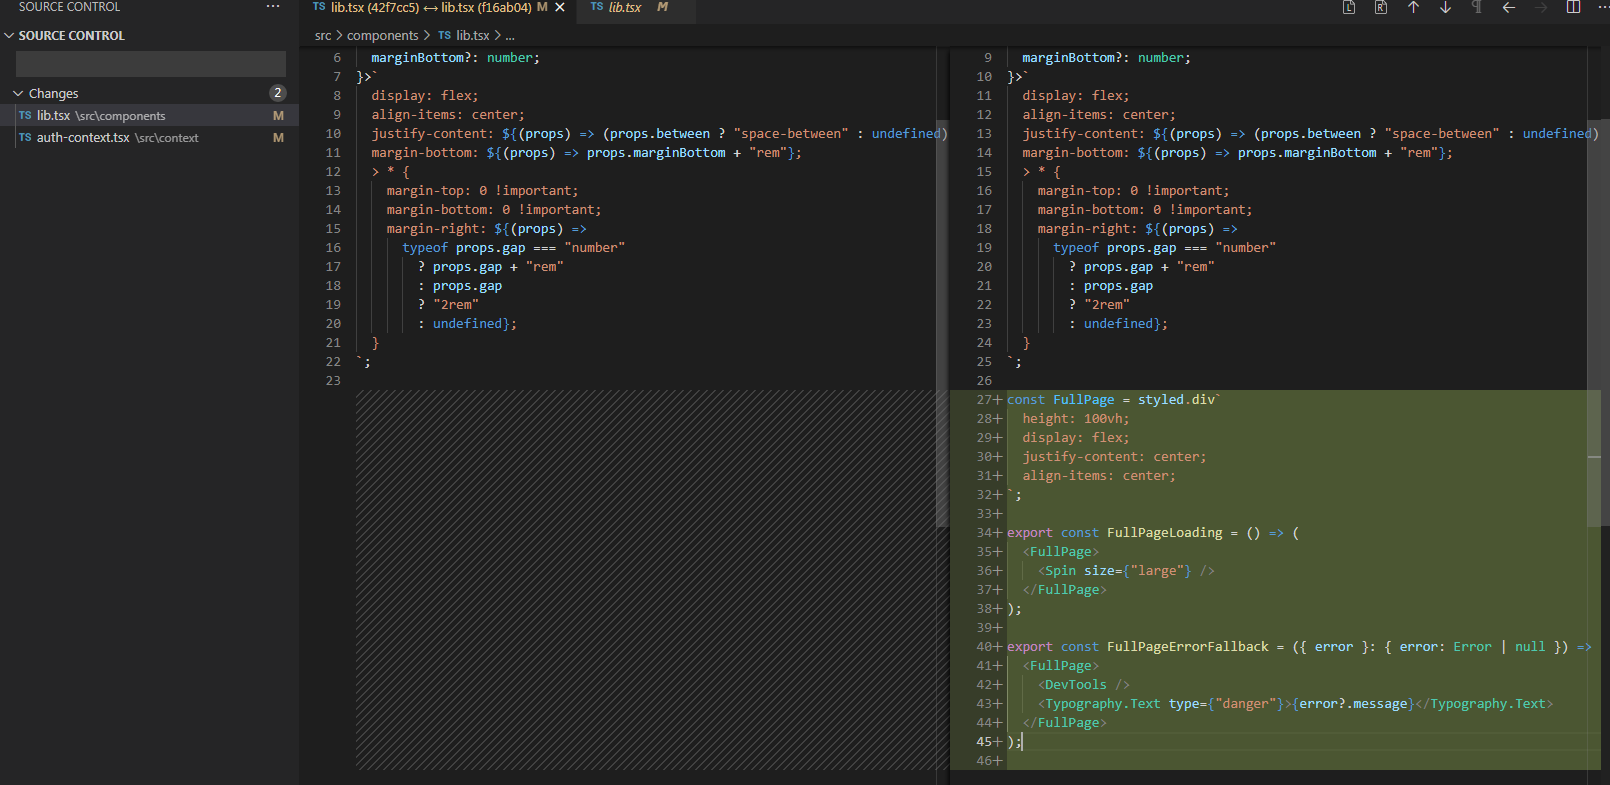 SOURCE CONTROL
SOURCE CONTROL
Changes 2
TS lib.tsx \src\components M
TS auth-context.tsx \src\context M
TS lib.tsx (42f7cc5) ↔ lib.tsx (f16ab04) M
TS lib.tsx M
src > components > TS lib.tsx > ...
6 marginBottom?: number;
7 }>`
8 display: flex;
9 align-items: center;
10 justify-content: ${(props) => (props.between ? "space-between" : undefined)
11 margin-bottom: ${(props) => props.marginBottom + "rem"};
12 > * {
13 margin-top: 0 !important;
14 margin-bottom: 0 !important;
15 margin-right: ${(props) =>
16 typeof props.gap === "number"
17 ? props.gap + "rem"
18 : props.gap
19 ? "2rem"
20 : undefined};
21 }
22 `;
23
9 marginBottom?: number;
10 }>`
11 display: flex;
12 align-items: center;
13 justify-content: ${(props) => (props.between ? "space-between" : undefined)
14 margin-bottom: ${(props) => props.marginBottom + "rem"};
15 > * {
16 margin-top: 0 !important;
17 margin-bottom: 0 !important;
18 margin-right: ${(props) =>
19 typeof props.gap === "number"
20 ? props.gap + "rem"
21 : props.gap
22 ? "2rem"
23 : undefined};
24 }
25 `;
26
27+ const FullPage = styled.div`
28+ height: 100vh;
29+ display: flex;
30+ justify-content: center;
31+ align-items: center;
32+ `;
33+
34+ export const FullPageLoading = () => (
35+ <FullPage>
36+ <Spin size={"large"} />
37+ </FullPage>
38+ );
39+
40+ export const FullPageErrorFallback = ({ error }: { error: Error | null }) =>
41+ <FullPage>
42+ <DevTools />
43+ <Typography.Text type={"danger"}>{error?.message}</Typography.Text>
44+ </FullPage>
45+ );
46+